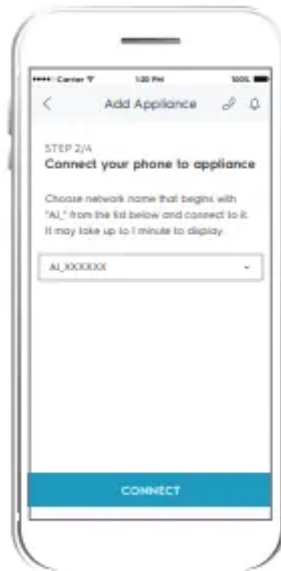 Carrier 1:20 PM 100%
Add Appliance
STEP 2/4
Connect your phone to appliance
Choose network name that begins with
"AJ_" from the list below and connect to it.
It may take up to 1 minute to display.
AJ_XXXXXXX
CONNECT